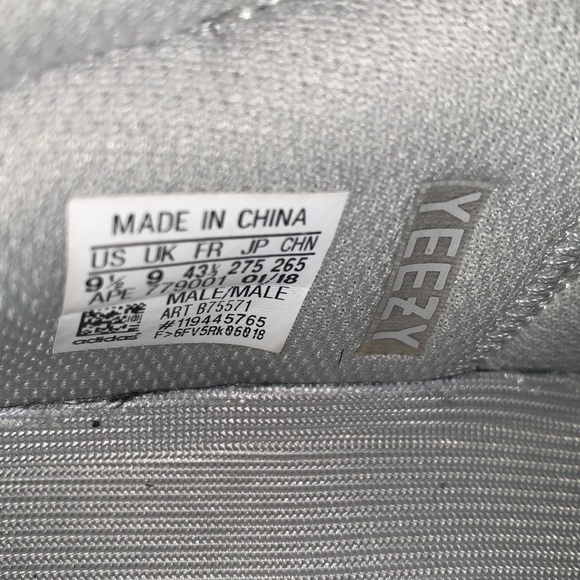 MADE IN CHINA
US UK FR JP CHN
9½ 9 43⅓ 275 265
APE 779001 01/18
MALE/MALE
ART B75571
#119445765
adidas F>6FV5Rk06018
YEEZY